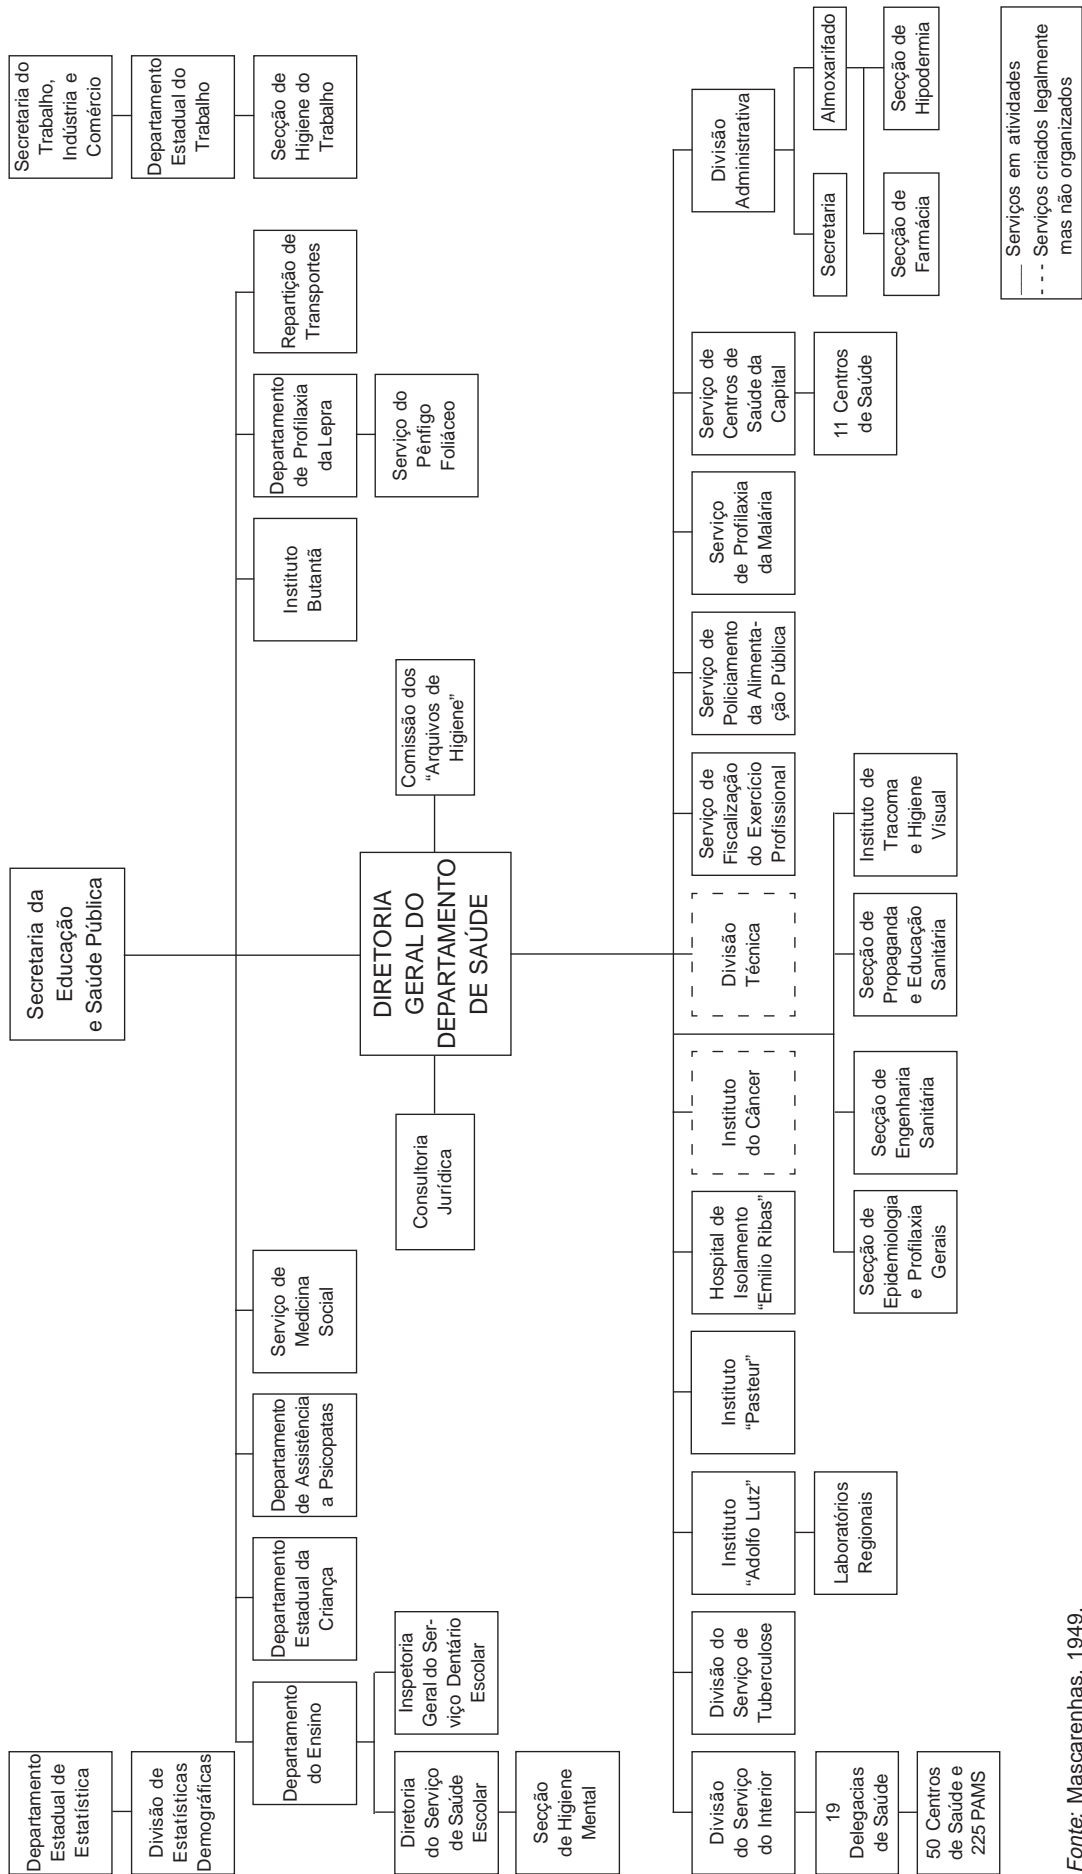 Departamento
Estadual de
Estatística
Divisão de
Estatísticas
Demográficas
Secretaria da
Educação
e Saúde Pública
Secretaria do
Trabalho,
Indústria e
Comércio
Departamento
Estadual do
Trabalho
Secção de
Higiene do
Trabalho
Departamento
do Ensino
Departamento
Estadual da
Criança
Departamento
de Assistência
a Psicopatas
Serviço de
Medicina
Social
Instituto
Butantã
Departamento
de Profilaxia
da Lepra
Repartição de
Transportes
Diretoria
do Serviço
de Saúde
Escolar
Inspetoria
Geral do Ser-
viço Dentário
Escolar
Secção
de Higiene
Mental
Serviço do
Pênfigo
Foliáceo
Consultoria
Jurídica
DIRETORIA
GERAL DO
DEPARTAMENTO
DE SAÚDE
Comissão dos
“Arquivos de
Higiene”
Divisão
do Serviço
do Interior
Divisão do
Serviço de
Tuberculose
Instituto
“Adolfo Lutz”
Instituto
“Pasteur”
Hospital de
Isolamento
“Emilio Ribas”
Instituto
do Câncer
Divisão
Técnica
Serviço de
Fiscalização
do Exercício
Profissional
Serviço de
Policiamento
da Alimenta-
ção Pública
Serviço
de Profilaxia
da Malária
Serviço de
Centros de
Saúde da
Capital
Divisão
Administrativa
19
Delegacias
de Saúde
50 Centros
de Saúde e
225 PAMS
Laboratórios
Regionais
11 Centros
de Saúde
Secretaria
Almoxarifado
Secção de
Farmácia
Secção de
Hipodermia
Secção de
Epidemiologia
e Profilaxia
Gerais
Secção de
Engenharia
Sanitária
Secção de
Propaganda
e Educação
Sanitária
Instituto de
Tracoma
e Higiene
Visual
Serviços em atividades
Serviços criados legalmente
mas não organizados
Fonte: Mascarenhas, 1949.